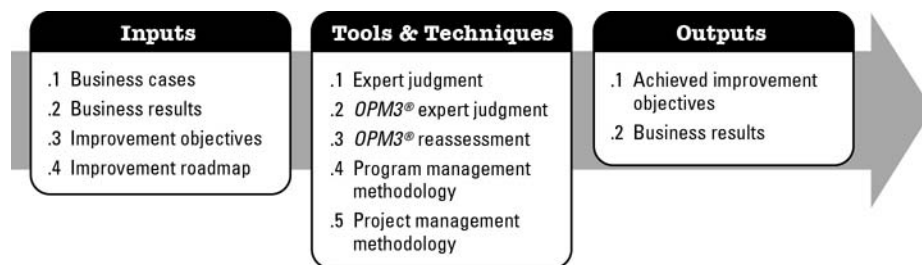 Inputs
.1 Business cases
.2 Business results
.3 Improvement objectives
.4 Improvement roadmap
Tools & Techniques
.1 Expert judgment
.2 OPM3® expert judgment
.3 OPM3® reassessment
.4 Program management
methodology
.5 Project management
methodology
Outputs
.1 Achieved improvement
objectives
.2 Business results